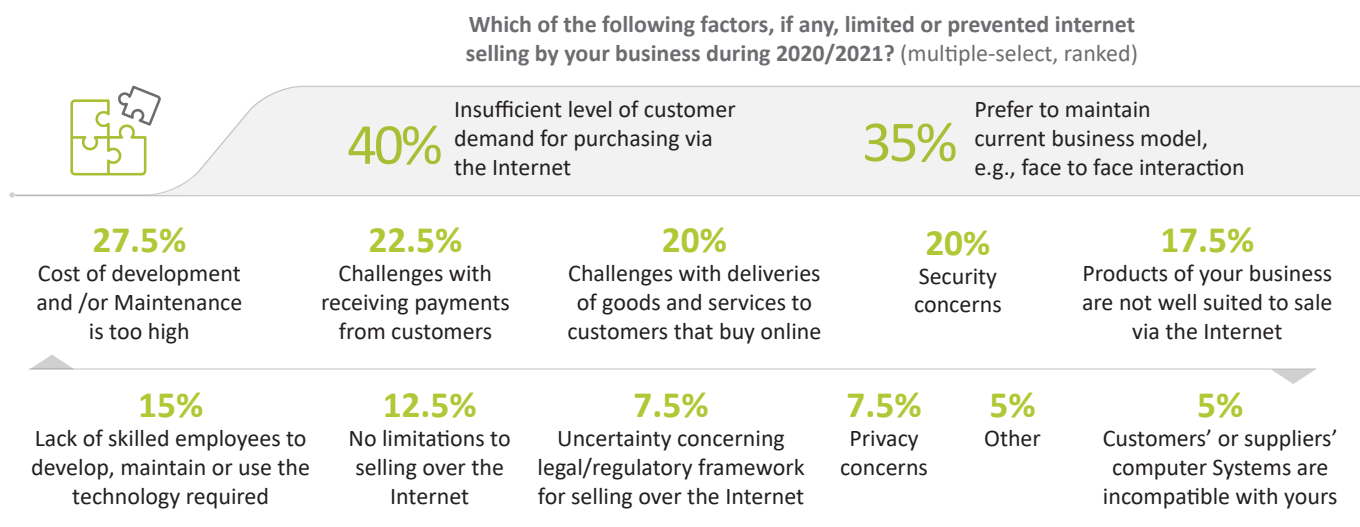 Which of the following factors, if any, limited or prevented internet
selling by your business during 2020/2021? (multiple-select, ranked)
40%
Insufficient level of customer
demand for purchasing via
the Internet
35%
Prefer to maintain
current business model,
e.g., face to face interaction
27.5%
Cost of development
and /or Maintenance
is too high
22.5%
Challenges with
receiving payments
from customers
20%
Challenges with deliveries
of goods and services to
customers that buy online
20%
Security
concerns
17.5%
Products of your business
are not well suited to sale
via the Internet
15%
Lack of skilled employees to
develop, maintain or use the
technology required
12.5%
No limitations to
selling over the
Internet
7.5%
Uncertainty concerning
legal/regulatory framework
for selling over the Internet
7.5%
Privacy
concerns
5%
Other
5%
Customers’ or suppliers’
computer Systems are
incompatible with yours